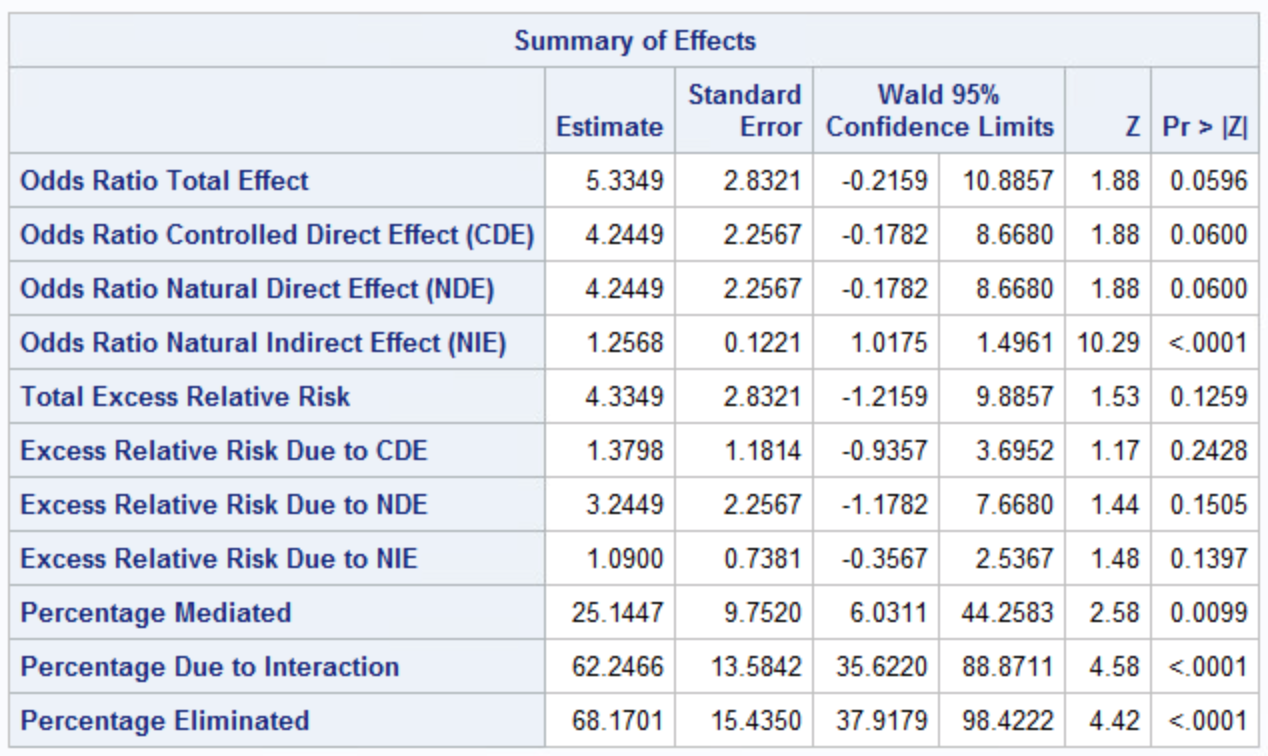 Summary of Effects
Estimate Standard Error Wald 95% Confidence Limits Z Pr > |Z|
Odds Ratio Total Effect 5.3349 2.8321 -0.2159 10.8857 1.88 0.0596
Odds Ratio Controlled Direct Effect (CDE) 4.2449 2.2567 -0.1782 8.6680 1.88 0.0600
Odds Ratio Natural Direct Effect (NDE) 4.2449 2.2567 -0.1782 8.6680 1.88 0.0600
Odds Ratio Natural Indirect Effect (NIE) 1.2568 0.1221 1.0175 1.4961 10.29 <.0001
Total Excess Relative Risk 4.3349 2.8321 -1.2159 9.8857 1.53 0.1259
Excess Relative Risk Due to CDE 1.3798 1.1814 -0.9357 3.6952 1.17 0.2428
Excess Relative Risk Due to NDE 3.2449 2.2567 -1.1782 7.6680 1.44 0.1505
Excess Relative Risk Due to NIE 1.0900 0.7381 -0.3567 2.5367 1.48 0.1397
Percentage Mediated 25.1447 9.7520 6.0311 44.2583 2.58 0.0099
Percentage Due to Interaction 62.2466 13.5842 35.6220 88.8711 4.58 <.0001
Percentage Eliminated 68.1701 15.4350 37.9179 98.4222 4.42 <.0001